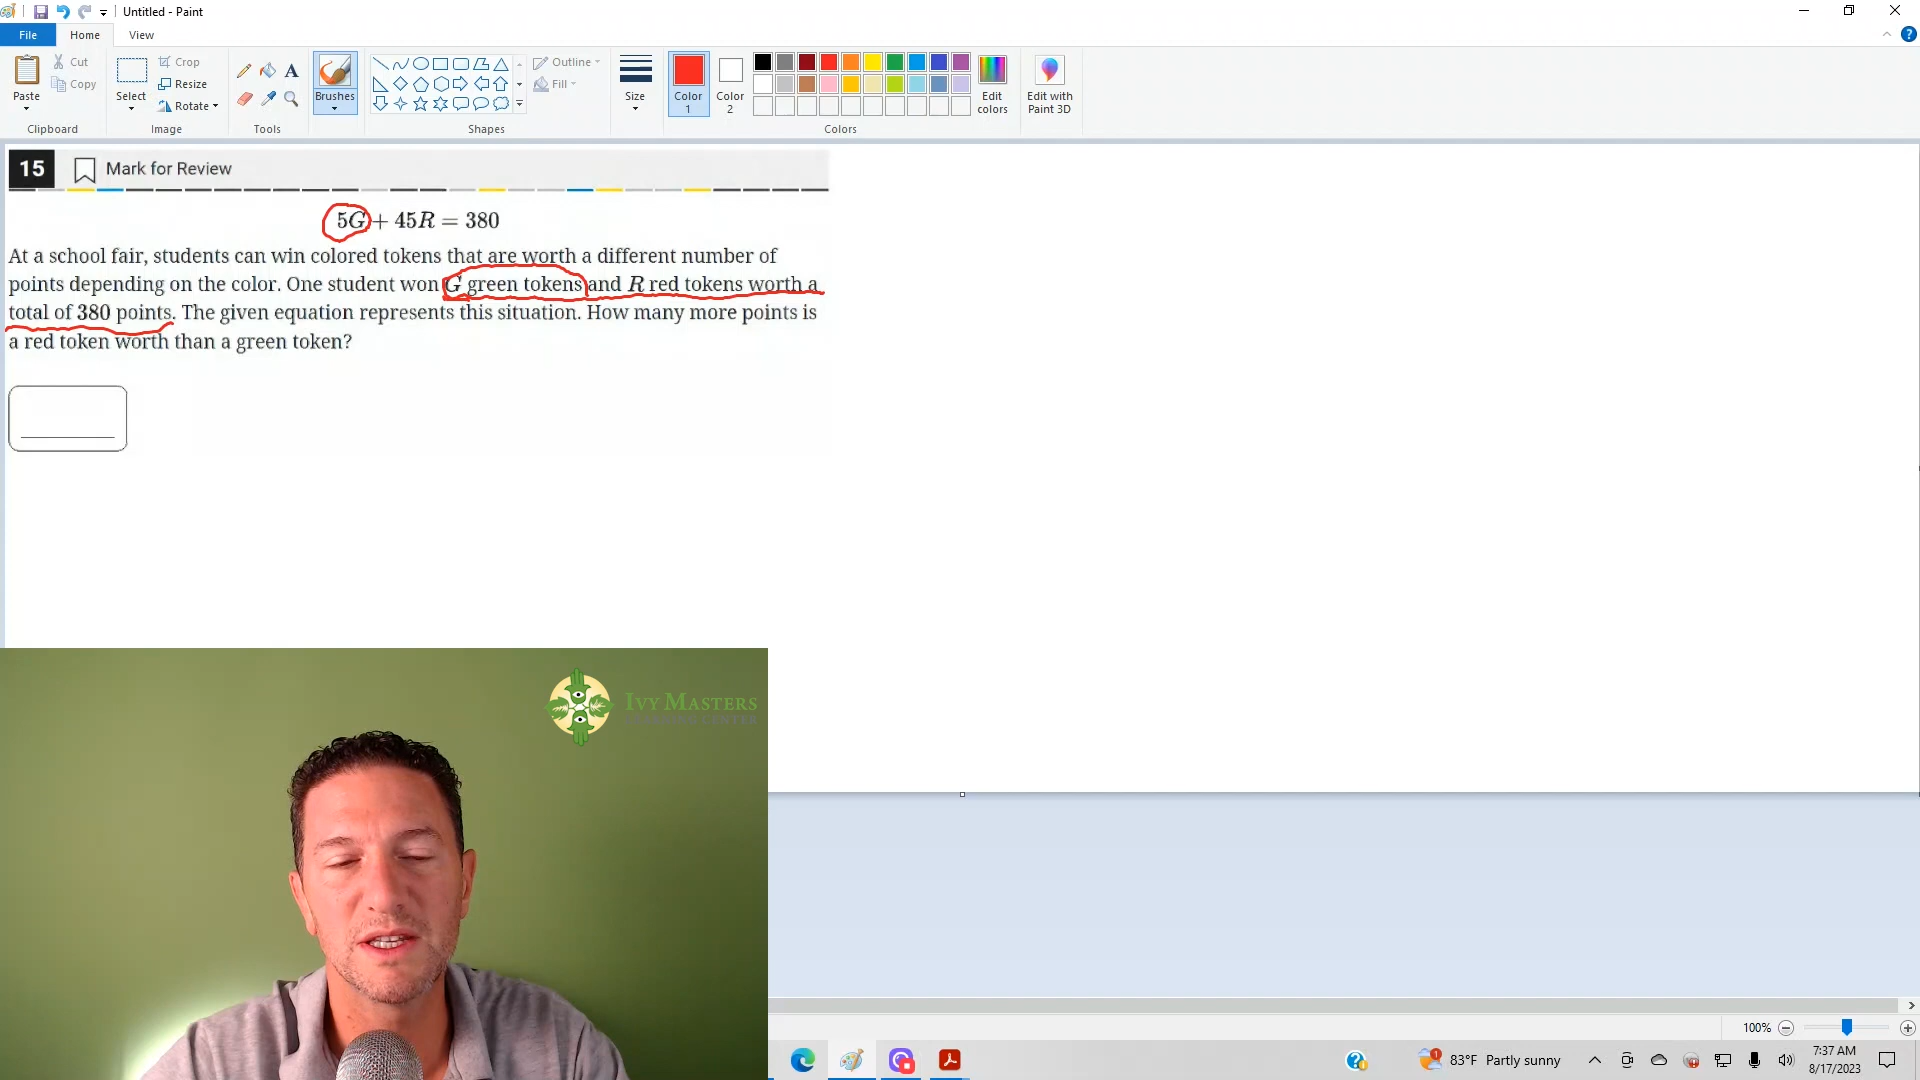 Untitled - Paint
File Home View
Paste
Cut
Copy
Clipboard
Select
Crop
Resize
Rotate
Image
A
Tools
Brushes
Shapes
Outline
Fill
Size
Color 1
Color 2
Colors
Edit colors
Edit with Paint 3D
15 Mark for Review
5G + 45R = 380
At a school fair, students can win colored tokens that are worth a different number of
points depending on the color. One student won G green tokens and R red tokens worth a
total of 380 points. The given equation represents this situation. How many more points is
a red token worth than a green token?
IVY MASTERS
LEARNING CENTER
100%
83°F Partly sunny
7:37 AM
8/17/2023